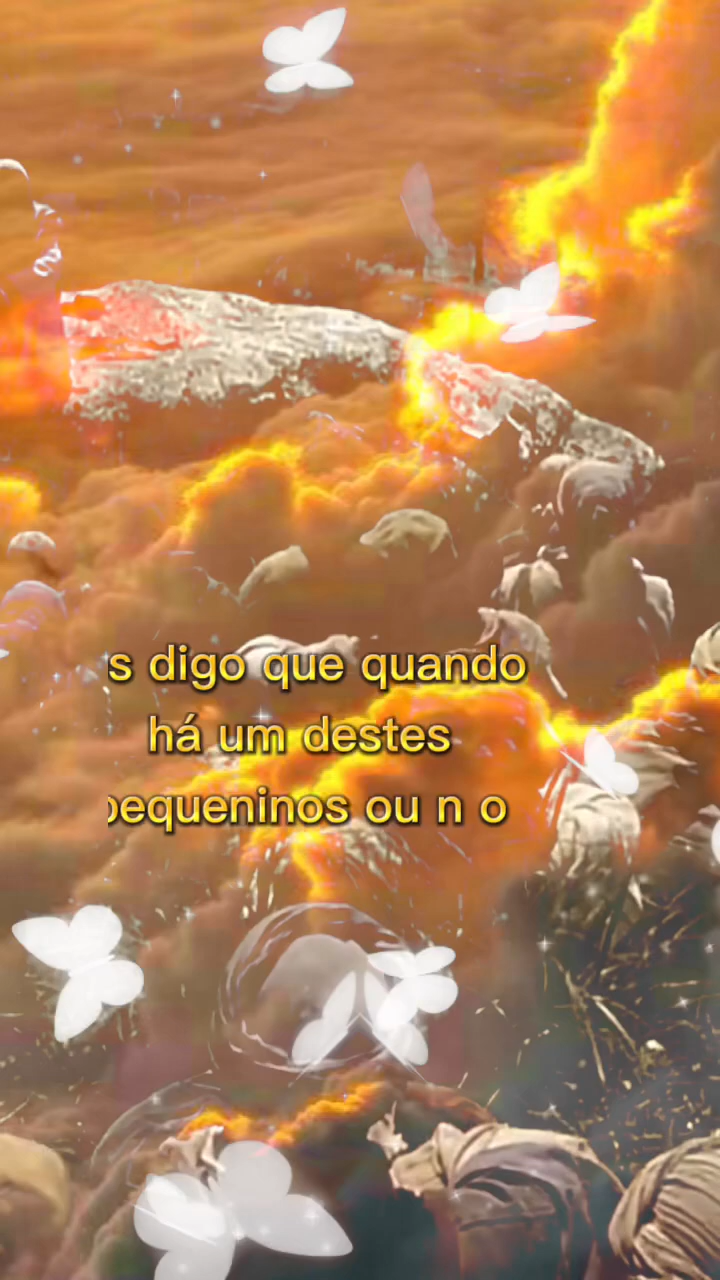 s digo que quando
há um destes
pequeninos ou n o